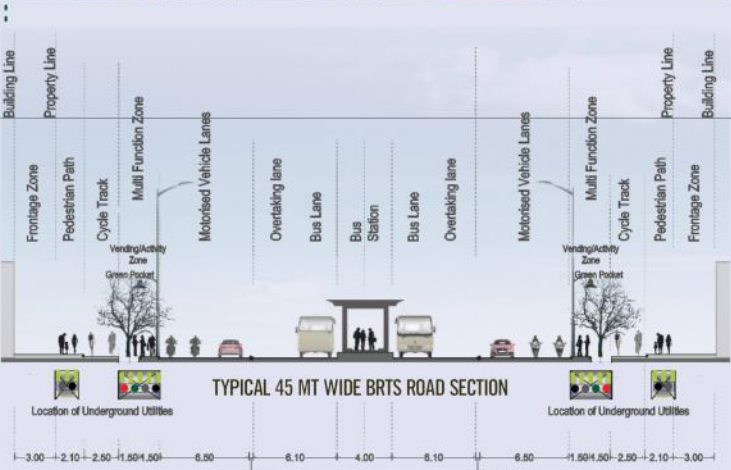 Building Line
Property Line
Property Line
Building Line
Frontage Zone
Pedestrian Path
Cycle Track
Multi Function Zone
Motorised Vehicle Lanes
Overtaking lane
Bus Lane
Bus
Station
Bus Lane
Overtaking lane
Motorised Vehicle Lanes
Multi Function Zone
Cycle Track
Pedestrian Path
Frontage Zone
Vending/Activity
Zone
Green Pocket
Vending/Activity
Zone
Green Pocket
TYPICAL 45 MT WIDE BRTS ROAD SECTION
Location of Underground Utilities
Location of Underground Utilities
3.00 2.10 2.50 1.50 1.50 6.50 6.10 4.00 6.10 6.50 1.50 1.50 2.50 2.10 3.00